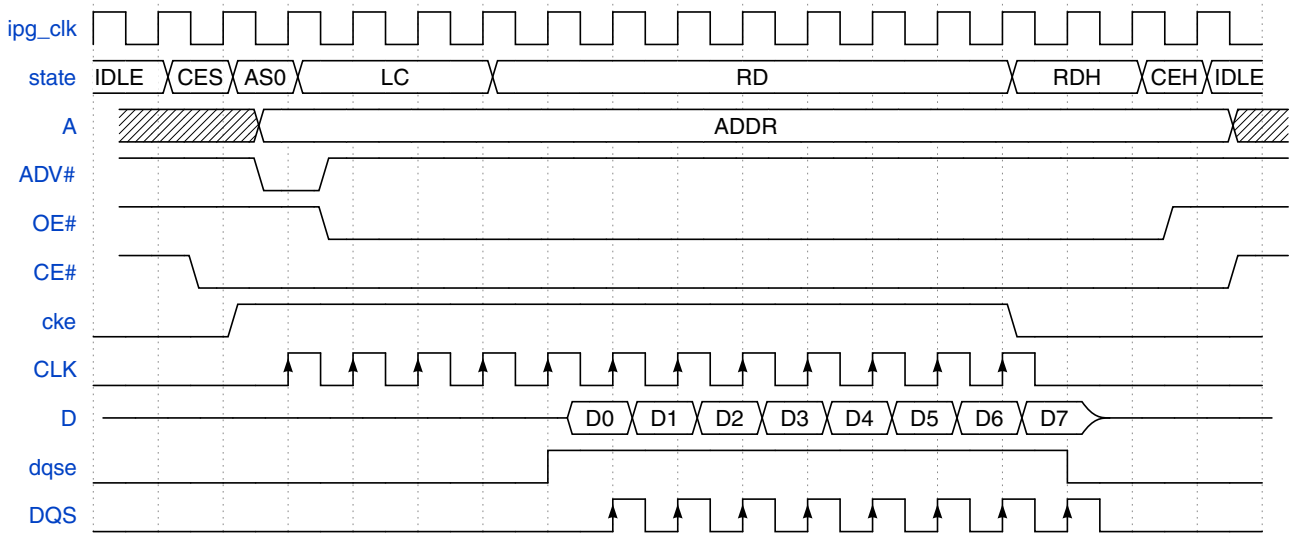 ipg_clk
state IDLE CES AS0 LC RD RDH CEH IDLE
A ADDR
ADV#
OE#
CE#
cke
CLK
D D0 D1 D2 D3 D4 D5 D6 D7
dqse
DQS